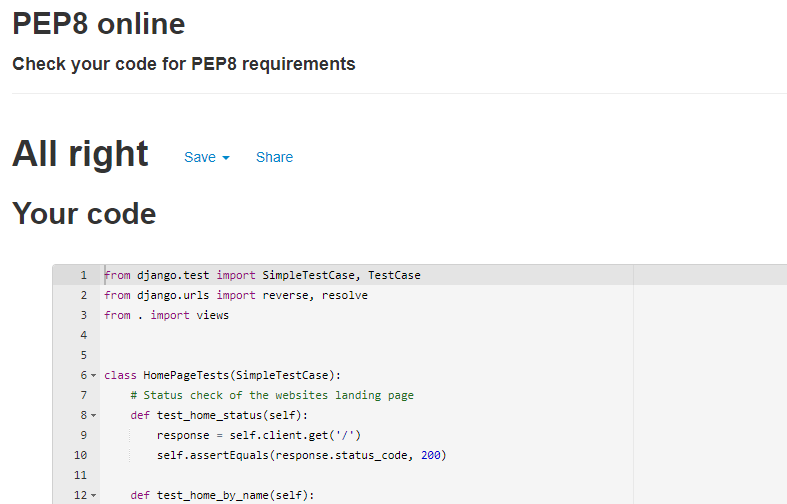 PEP8 online
Check your code for PEP8 requirements
All right Save Share
Your code
1 from django.test import SimpleTestCase, TestCase
2 from django.urls import reverse, resolve
3 from . import views
4
5
6 class HomePageTests(SimpleTestCase):
7 # Status check of the websites landing page
8 def test_home_status(self):
9 response = self.client.get('/')
10 self.assertEquals(response.status_code, 200)
11
12 def test_home_by_name(self):